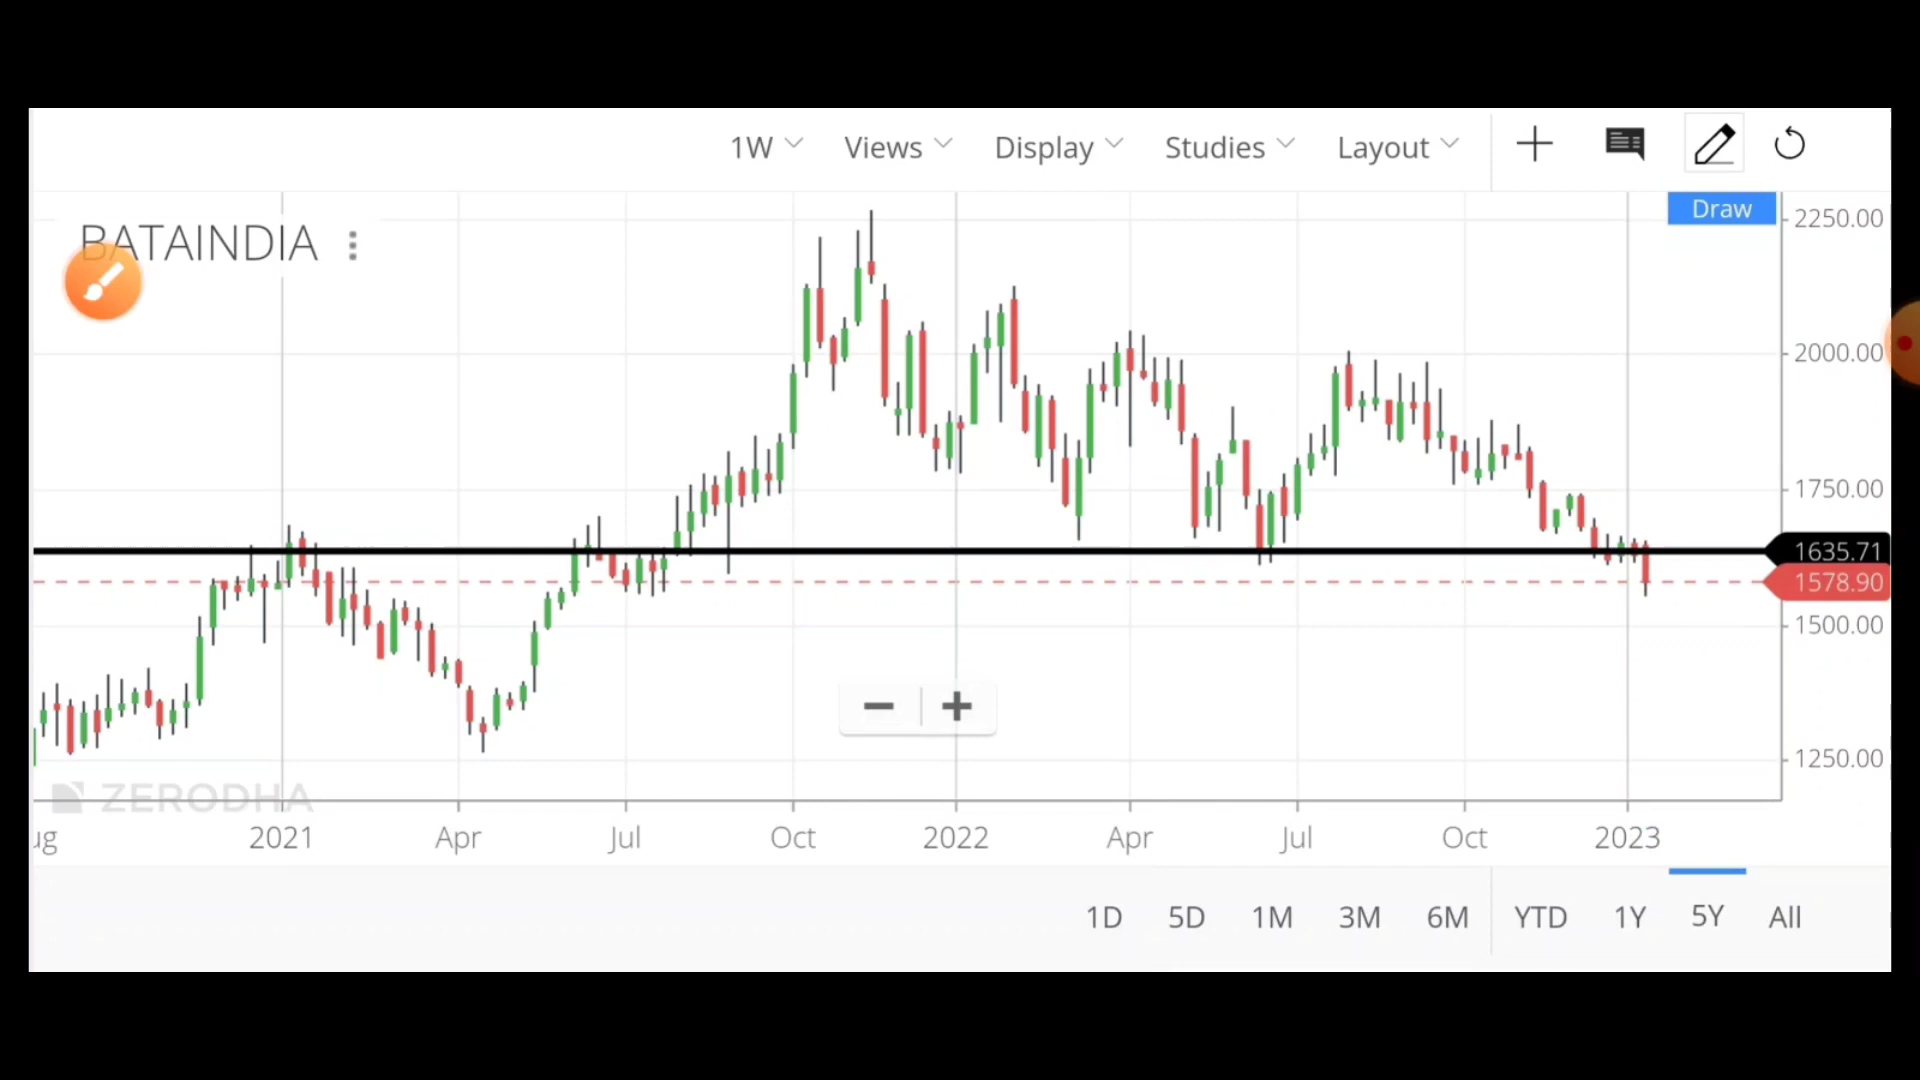 1W Views Display Studies Layout
Draw
BATAINDIA
2250.00
2000.00
1750.00
1635.71
1578.90
1500.00
1250.00
ZERODHA
ug 2021 Apr Jul Oct 2022 Apr Jul Oct 2023
1D 5D 1M 3M 6M YTD 1Y 5Y All